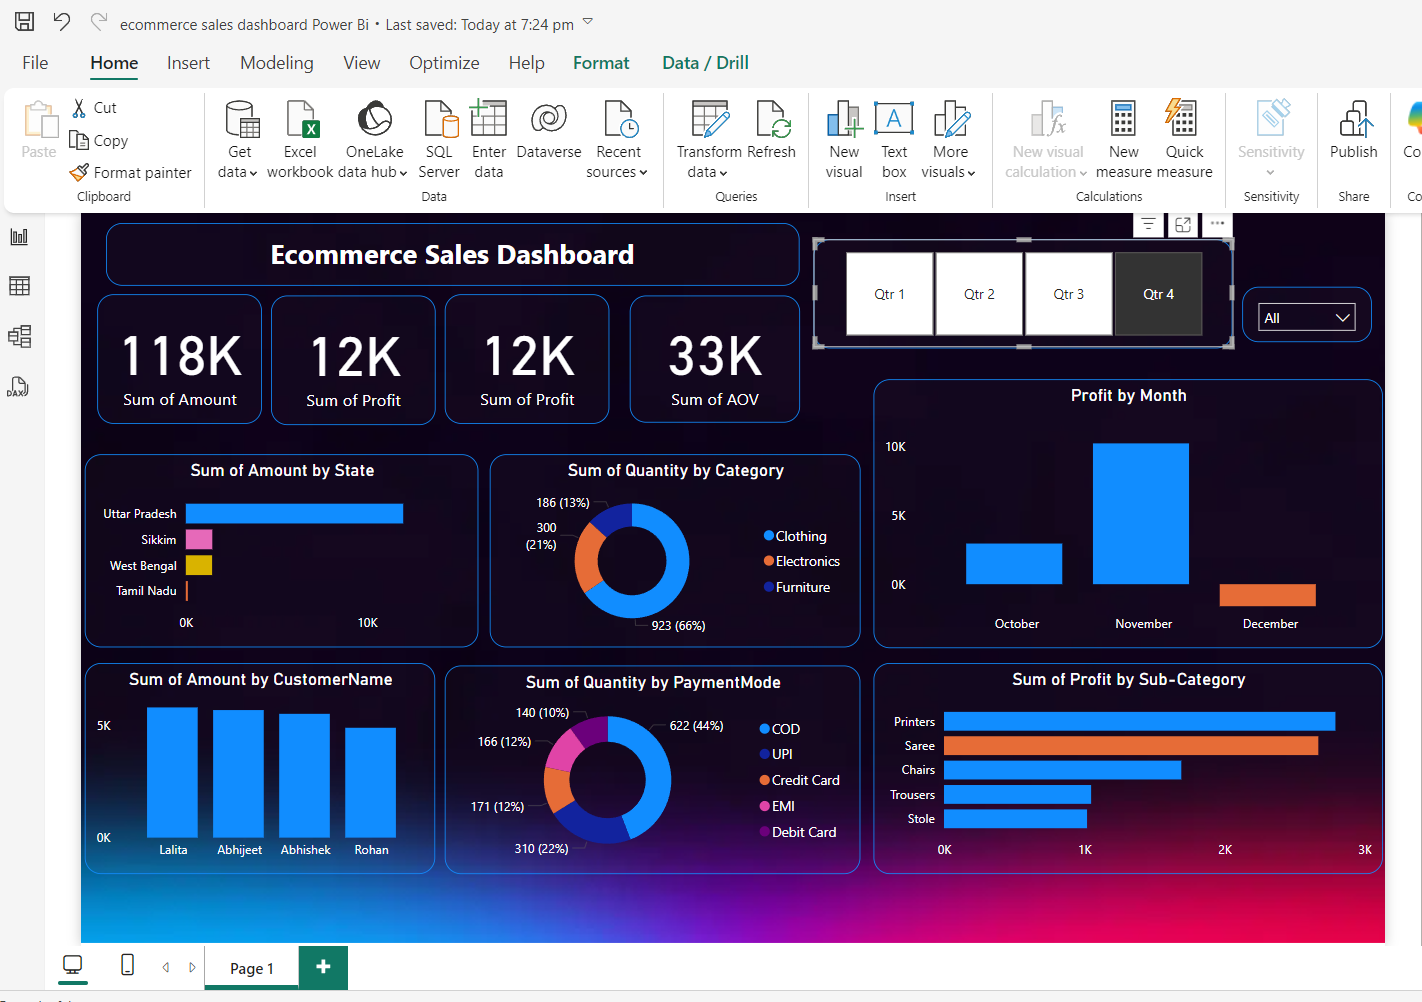 ecommerce sales dashboard Power Bi • Last saved: Today at 7:24 pm
File Home Insert Modeling View Optimize Help Format Data / Drill
Paste
Cut
Copy
Format painter
Clipboard
Get data
Excel workbook
OneLake data hub
SQL Server
Enter data
Dataverse
Recent sources
Data
Transform data
Refresh
Queries
New visual
Text box
More visuals
Insert
New visual calculation
New measure
Quick measure
Calculations
Sensitivity
Sensitivity
Publish
Share
Co
Co
DAX
Ecommerce Sales Dashboard
Qtr 1 Qtr 2 Qtr 3 Qtr 4
All
118K
Sum of Amount
12K
Sum of Profit
12K
Sum of Profit
33K
Sum of AOV
Profit by Month
10K
5K
0K
October November December
Sum of Amount by State
Uttar Pradesh
Sikkim
West Bengal
Tamil Nadu
0K 10K
Sum of Quantity by Category
186 (13%)
300
(21%)
923 (66%)
Clothing
Electronics
Furniture
Sum of Amount by CustomerName
5K
0K
Lalita Abhijeet Abhishek Rohan
Sum of Quantity by PaymentMode
140 (10%)
622 (44%)
166 (12%)
171 (12%)
310 (22%)
COD
UPI
Credit Card
EMI
Debit Card
Sum of Profit by Sub-Category
Printers
Saree
Chairs
Trousers
Stole
0K 1K 2K 3K
Page 1